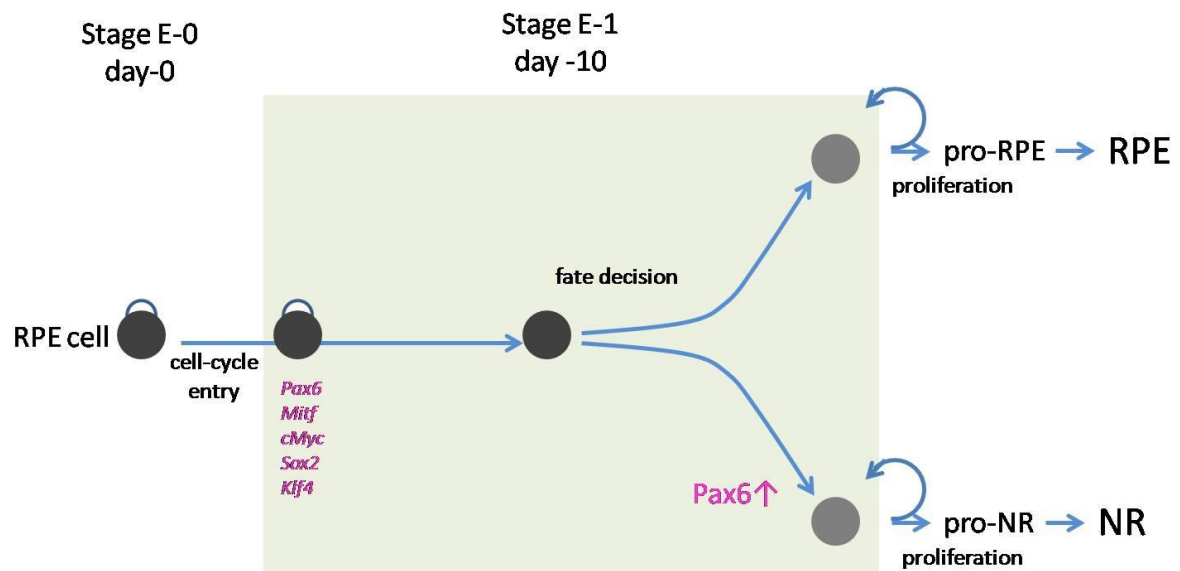 Stage E-0
day-0
Stage E-1
day -10
pro-RPE
RPE
proliferation
fate decision
RPE cell
cell-cycle
entry
Pax6
Mitf
cMyc
Sox2
Klf4
Pax6↑
pro-NR
NR
proliferation